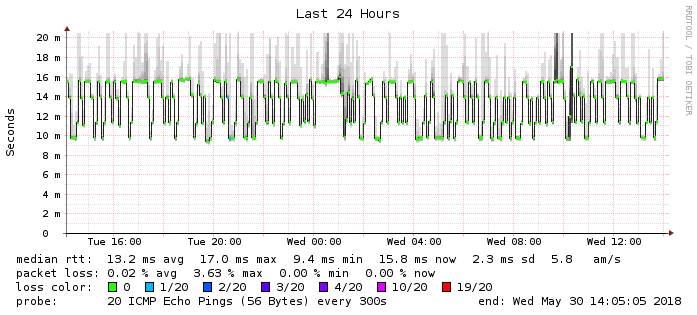 Last 24 Hours
RRDTOOL / TOBI OETIKER
Seconds
20 m
18 m
16 m
14 m
12 m
10 m
8 m
6 m
4 m
2 m
0
Tue 16:00 Tue 20:00 Wed 00:00 Wed 04:00 Wed 08:00 Wed 12:00
median rtt: 13.2 ms avg 17.0 ms max 9.4 ms min 15.8 ms now 2.3 ms sd 5.8 am/s
packet loss: 0.02 % avg 3.63 % max 0.00 % min 0.00 % now
loss color: 0 1/20 2/20 3/20 4/20 10/20 19/20
probe: 20 ICMP Echo Pings (56 Bytes) every 300s end: Wed May 30 14:05:05 2018